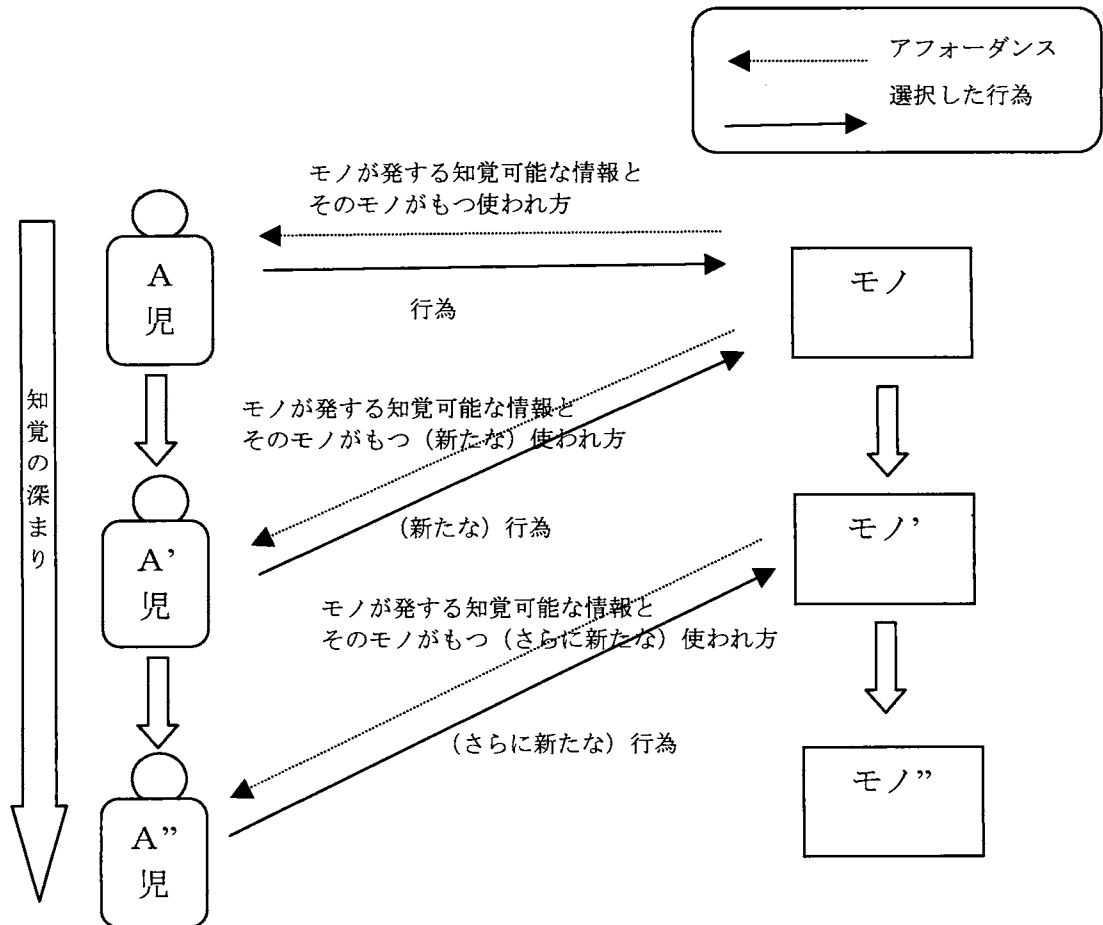 アフォーダンス
選択した行為
モノが発する知覚可能な情報と
そのモノがもつ使われ方
A
児
モノ
行為
知覚の深まり
モノが発する知覚可能な情報と
そのモノがもつ（新たな）使われ方
A’
児
（新たな）行為
モノ’
モノが発する知覚可能な情報と
そのモノがもつ（さらに新たな）使われ方
（さらに新たな）行為
A”
児
モノ”